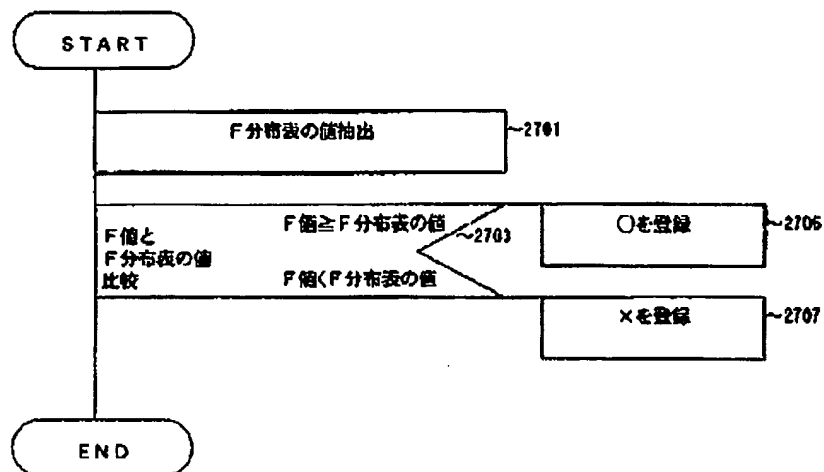 START
F分布表の値抽出
~2701
F値≧F分布表の値
~2703
〇を登録
~2706
F値と
F分布表の値
比較
F値<F分布表の値
×を登録
~2707
END